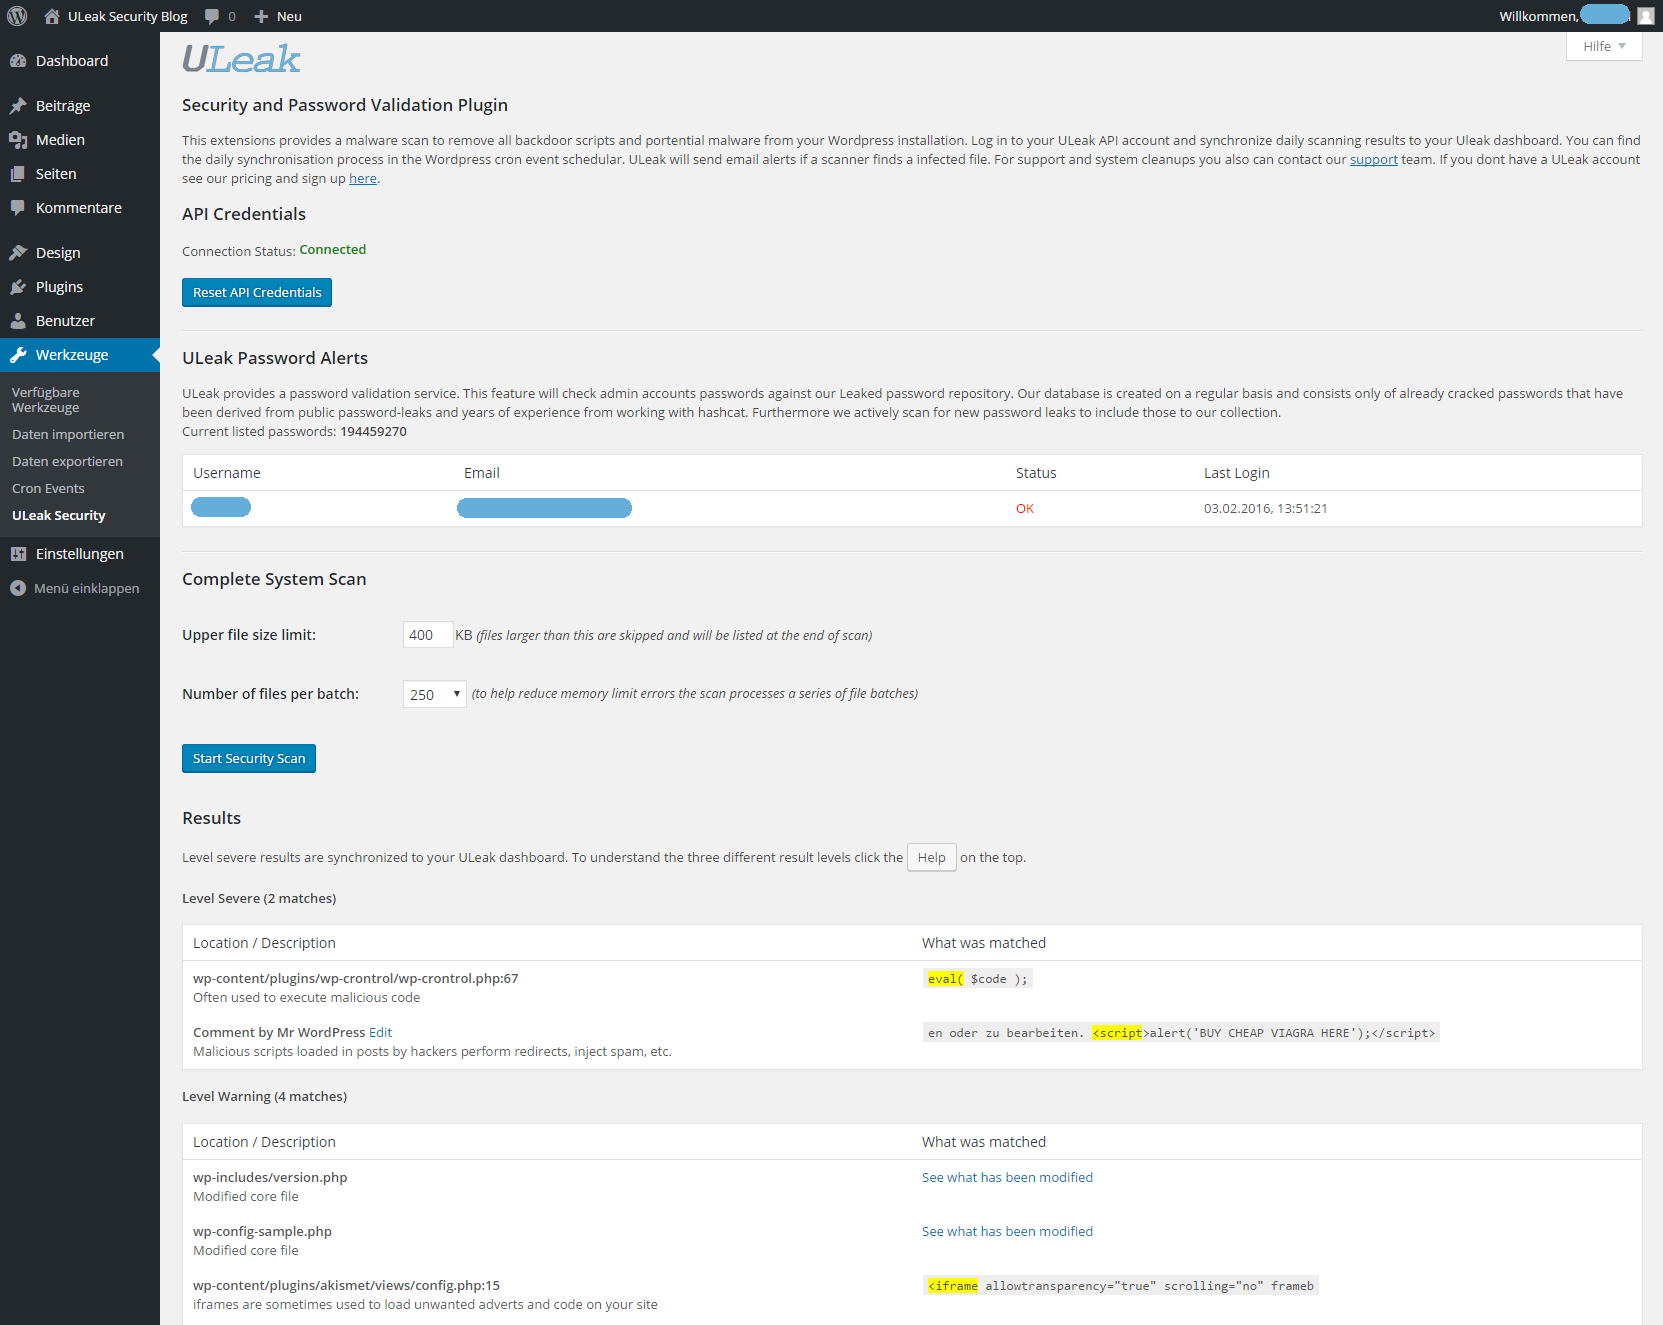 ULeak Security Blog 0 Neu Willkommen,
Hilfe
Dashboard
Beiträge
Medien
Seiten
Kommentare
Design
Plugins
Benutzer
Werkzeuge
Verfügbare
Werkzeuge
Daten importieren
Daten exportieren
Cron Events
ULeak Security
Einstellungen
Menü einklappen
ULeak
Security and Password Validation Plugin
This extensions provides a malware scan to remove all backdoor scripts and portential malware from your Wordpress installation. Log in to your ULeak API account and synchronize daily scanning results to your Uleak dashboard. You can find
the daily synchronisation process in the Wordpress cron event schedular. ULeak will send email alerts if a scanner finds a infected file. For support and system cleanups you also can contact our support team. If you dont have a ULeak account
see our pricing and sign up here.
API Credentials
Connection Status: Connected
Reset API Credentials
ULeak Password Alerts
ULeak provides a password validation service. This feature will check admin accounts passwords against our Leaked password repository. Our database is created on a regular basis and consists only of already cracked passwords that have
been derived from public password-leaks and years of experience from working with hashcat. Furthermore we actively scan for new password leaks to include those to our collection.
Current listed passwords: 194459270
Username Email Status Last Login
OK 03.02.2016, 13:51:21
Complete System Scan
Upper file size limit: 400 KB (files larger than this are skipped and will be listed at the end of scan)
Number of files per batch: 250 (to help reduce memory limit errors the scan processes a series of file batches)
Start Security Scan
Results
Level severe results are synchronized to your ULeak dashboard. To understand the three different result levels click the Help on the top.
Level Severe (2 matches)
Location / Description What was matched
wp-content/plugins/wp-crontrol/wp-crontrol.php:67 eval( $code );
Often used to execute malicious code
Comment by Mr WordPress Edit en oder zu bearbeiten. <script>alert('BUY CHEAP VIAGRA HERE');</script>
Malicious scripts loaded in posts by hackers perform redirects, inject spam, etc.
Level Warning (4 matches)
Location / Description What was matched
wp-includes/version.php See what has been modified
Modified core file
wp-config-sample.php See what has been modified
Modified core file
wp-content/plugins/akismet/views/config.php:15 <iframe allowtransparency="true" scrolling="no" frameb
iframes are sometimes used to load unwanted adverts and code on your site